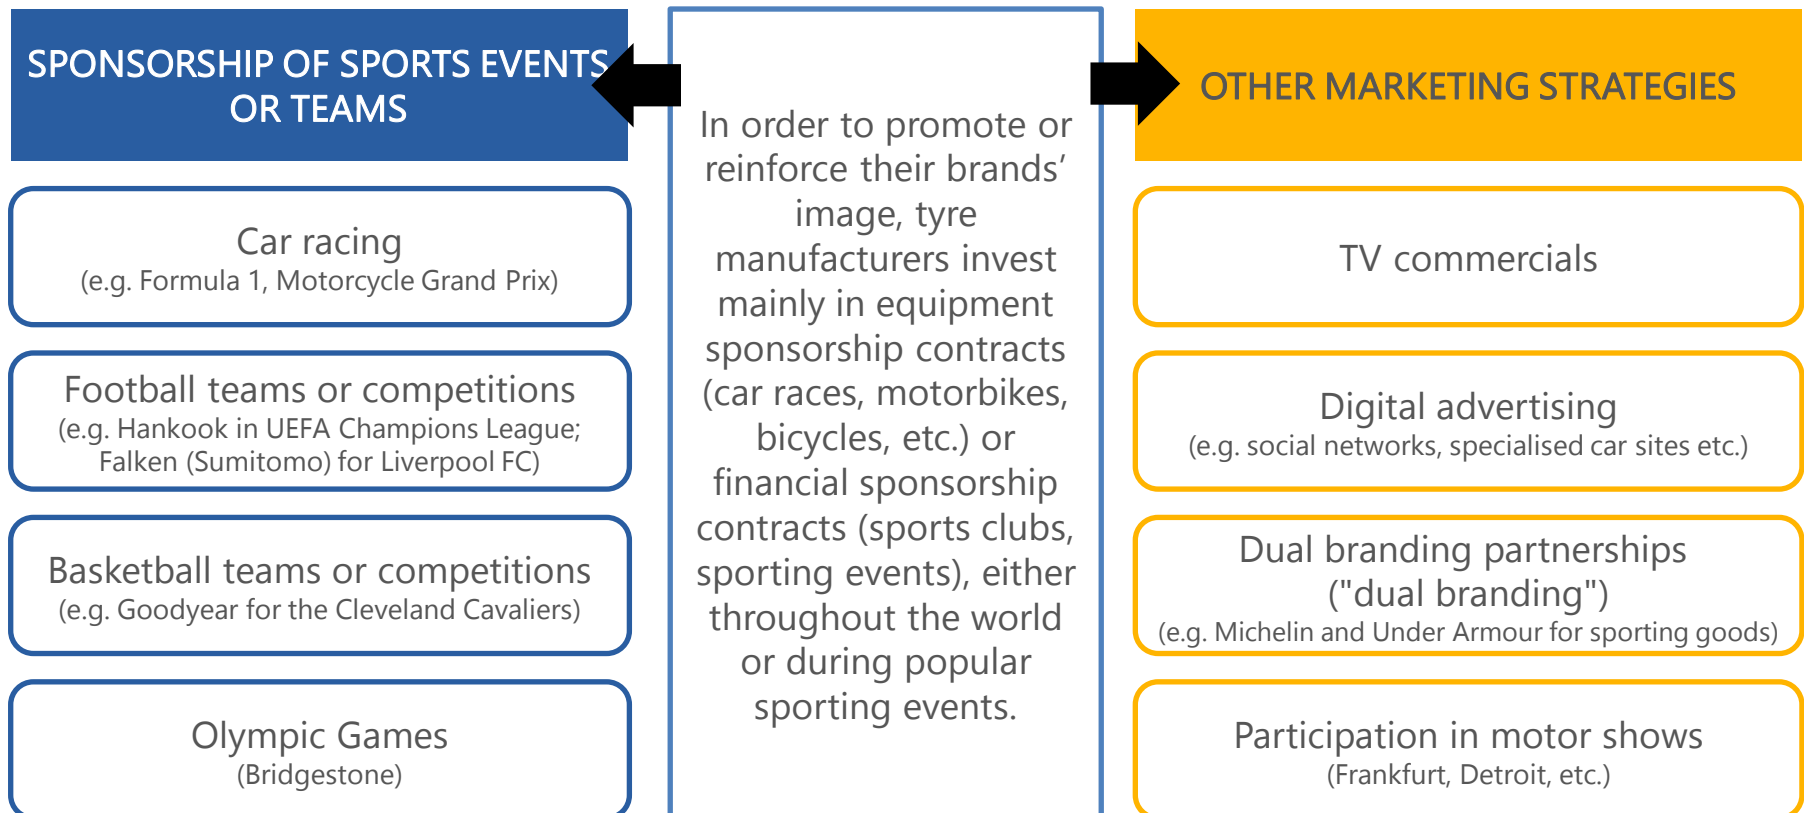 SPONSORSHIP OF SPORTS EVENTS
OR TEAMS
Car racing
(e.g. Formula 1, Motorcycle Grand Prix)
Football teams or competitions
(e.g. Hankook in UEFA Champions League;
Falken (Sumitomo) for Liverpool FC)
Basketball teams or competitions
(e.g. Goodyear for the Cleveland Cavaliers)
Olympic Games
(Bridgestone)
In order to promote or
reinforce their brands’
image, tyre
manufacturers invest
mainly in equipment
sponsorship contracts
(car races, motorbikes,
bicycles, etc.) or
financial sponsorship
contracts (sports clubs,
sporting events), either
throughout the world
or during popular
sporting events.
OTHER MARKETING STRATEGIES
TV commercials
Digital advertising
(e.g. social networks, specialised car sites etc.)
Dual branding partnerships
("dual branding")
(e.g. Michelin and Under Armour for sporting goods)
Participation in motor shows
(Frankfurt, Detroit, etc.)